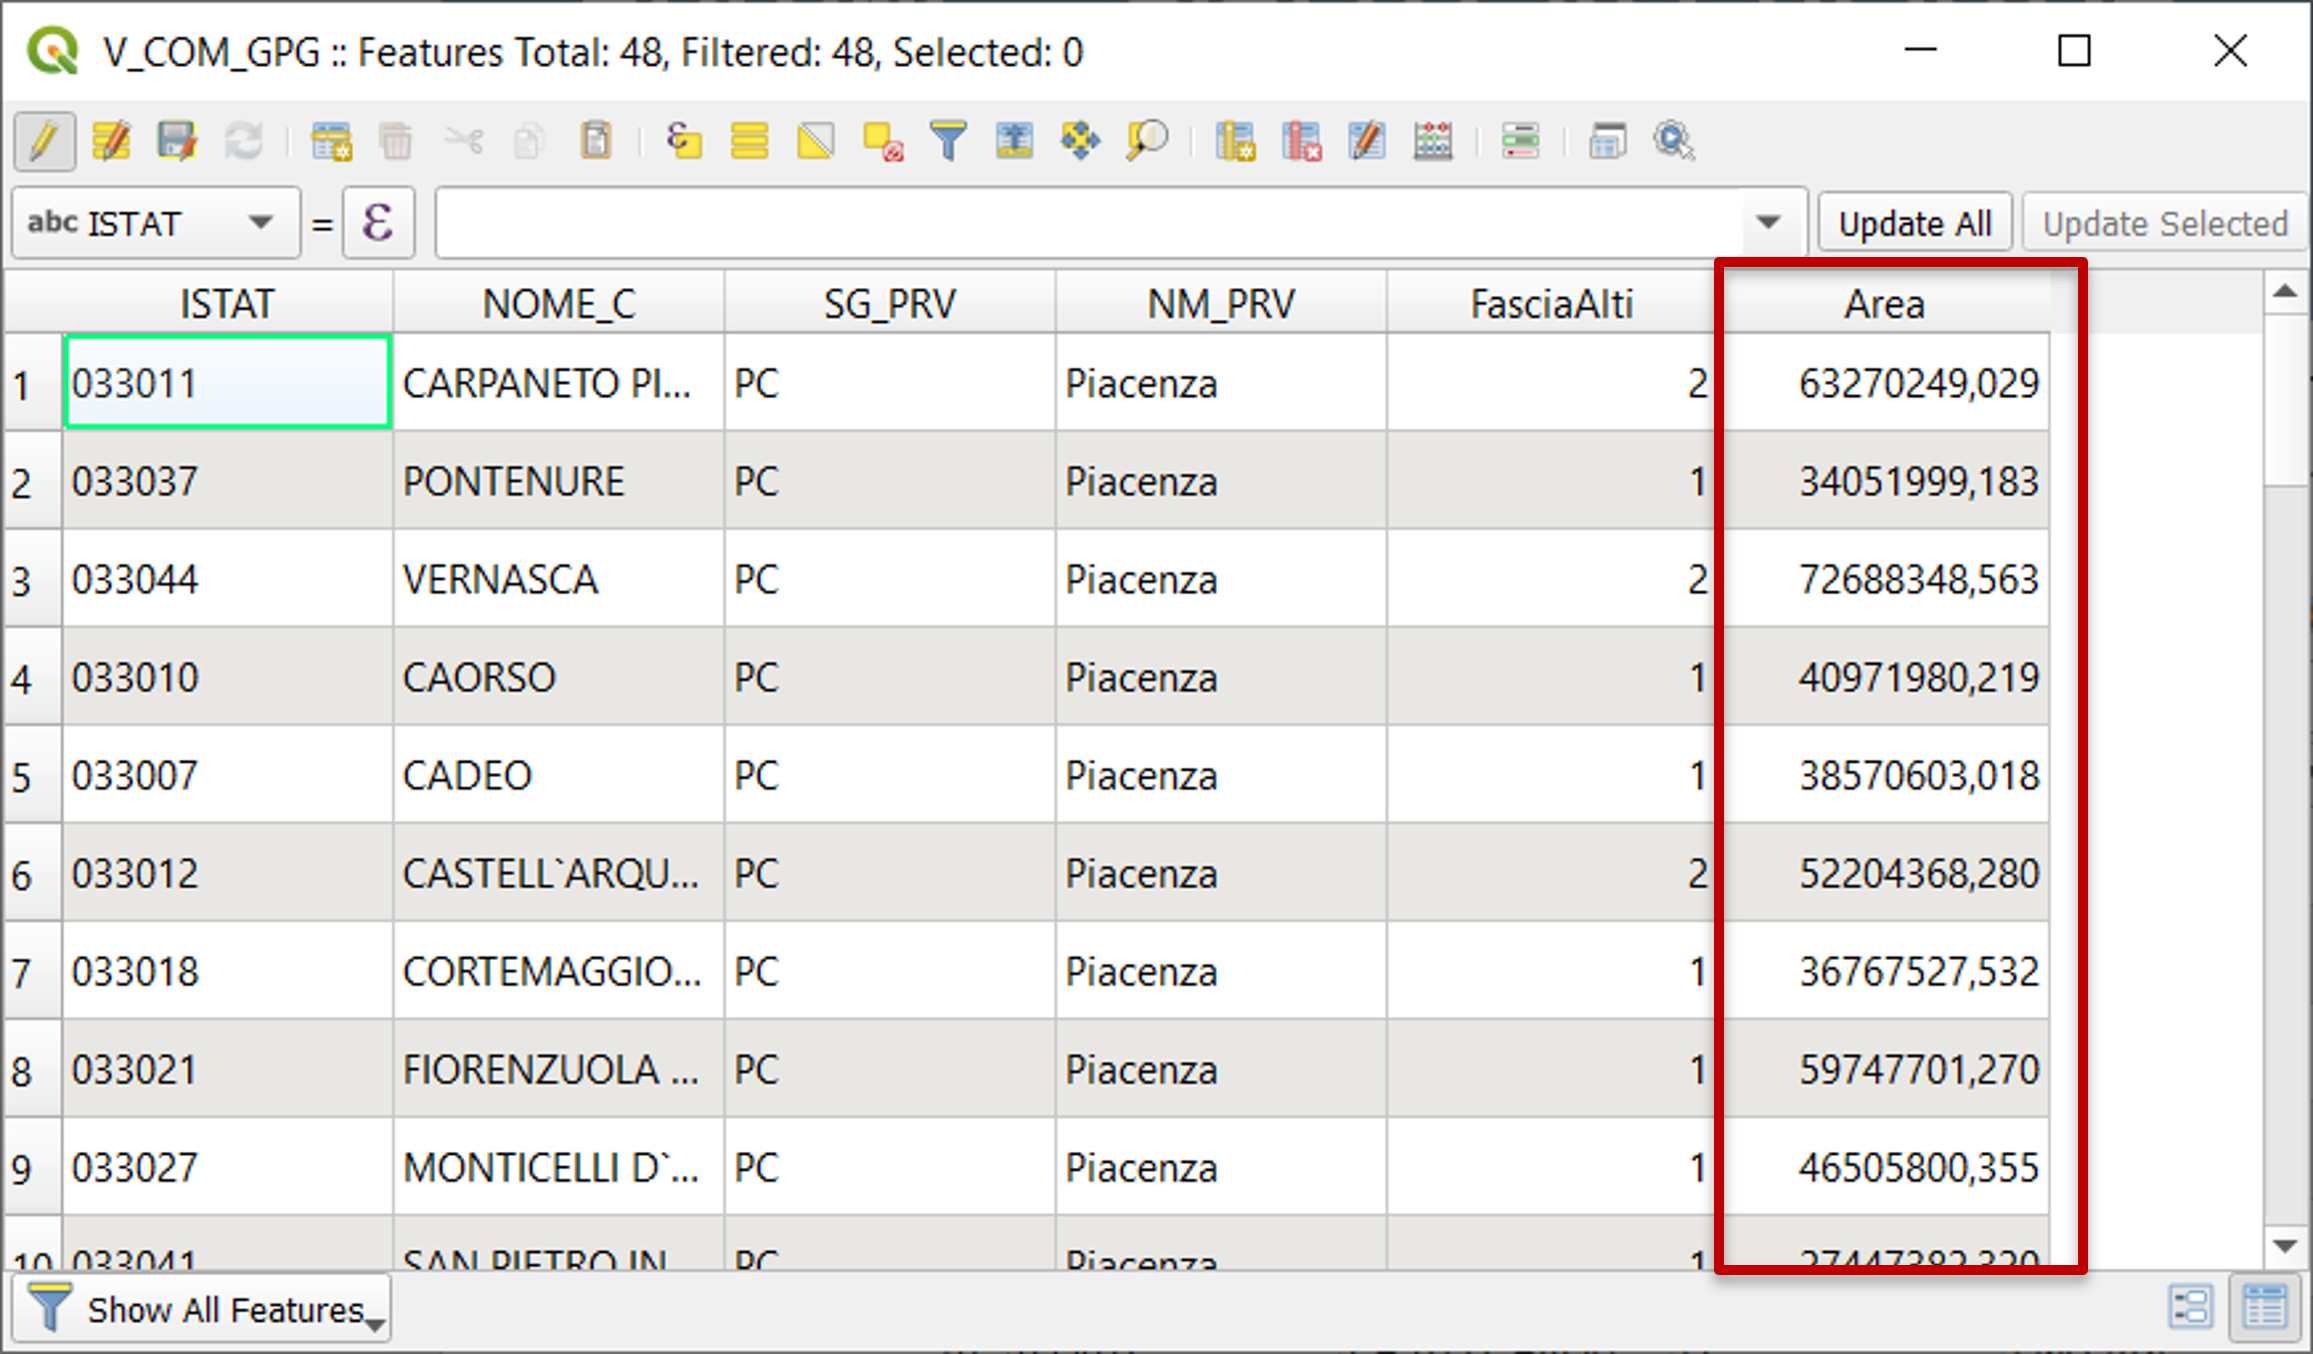 V_COM_GPG :: Features Total: 48, Filtered: 48, Selected: 0
abc ISTAT = ε Update All Update Selected
ISTAT NOME_C SG_PRV NM_PRV FasciaAlti Area
1 033011 CARPANETO PI... PC Piacenza 2 63270249,029
2 033037 PONTENURE PC Piacenza 1 34051999,183
3 033044 VERNASCA PC Piacenza 2 72688348,563
4 033010 CAORSO PC Piacenza 1 40971980,219
5 033007 CADEO PC Piacenza 1 38570603,018
6 033012 CASTELL`ARQU... PC Piacenza 2 52204368,280
7 033018 CORTEMAGGIO... PC Piacenza 1 36767527,532
8 033021 FIORENZUOLA ... PC Piacenza 1 59747701,270
9 033027 MONTICELLI D`... PC Piacenza 1 46505800,355
10 033041 SAN PIETRO IN PC Piacenza 1 27447382,320
Show All Features